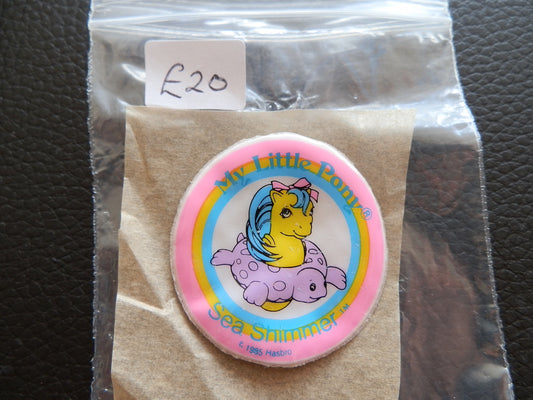 £20
My Little Pony®
Sea Shimmer™
© 1985 Hasbro